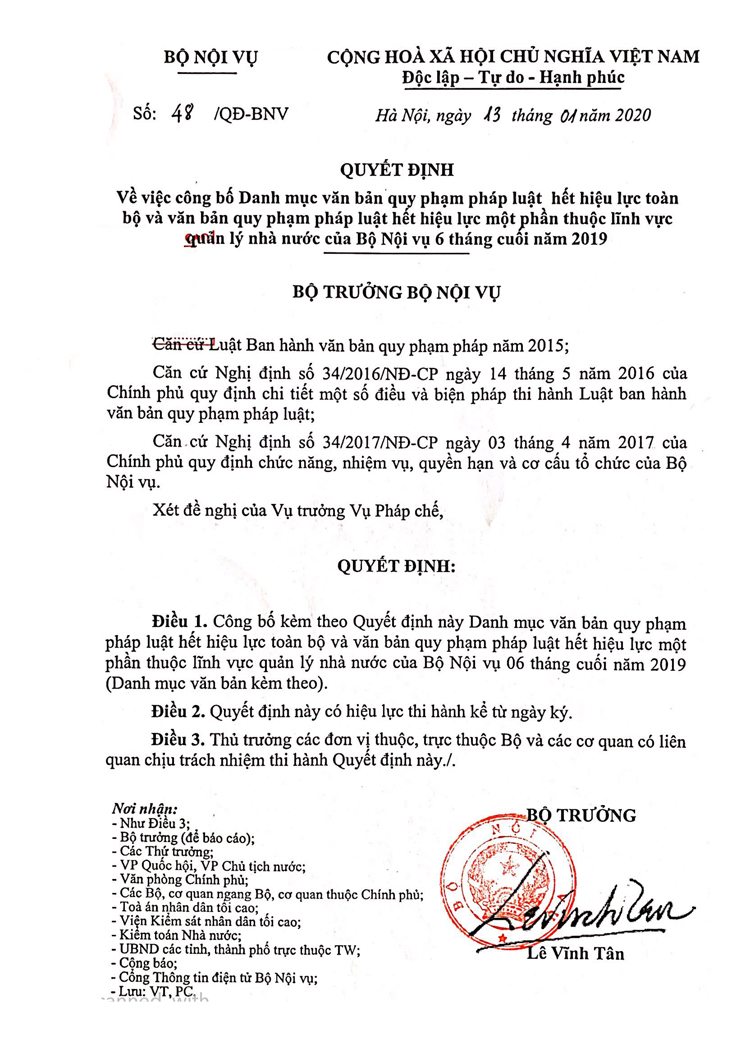 BỘ NỘI VỤ
CỘNG HOÀ XÃ HỘI CHỦ NGHĨA VIỆT NAM
Độc lập – Tự do - Hạnh phúc
Số: 48 /QĐ-BNV
Hà Nội, ngày 13 tháng 01 năm 2020
QUYẾT ĐỊNH
Về việc công bố Danh mục văn bản quy phạm pháp luật hết hiệu lực toàn
bộ và văn bản quy phạm pháp luật hết hiệu lực một phần thuộc lĩnh vực
quản lý nhà nước của Bộ Nội vụ 6 tháng cuối năm 2019
BỘ TRƯỞNG BỘ NỘI VỤ
Căn cứ Luật Ban hành văn bản quy phạm pháp năm 2015;
Căn cứ Nghị định số 34/2016/NĐ-CP ngày 14 tháng 5 năm 2016 của
Chính phủ quy định chi tiết một số điều và biện pháp thi hành Luật ban hành
văn bản quy phạm pháp luật;
Căn cứ Nghị định số 34/2017/NĐ-CP ngày 03 tháng 4 năm 2017 của
Chính phủ quy định chức năng, nhiệm vụ, quyền hạn và cơ cấu tổ chức của Bộ
Nội vụ.
Xét đề nghị của Vụ trưởng Vụ Pháp chế,
QUYẾT ĐỊNH:
Điều 1. Công bố kèm theo Quyết định này Danh mục văn bản quy phạm
pháp luật hết hiệu lực toàn bộ và văn bản quy phạm pháp luật hết hiệu lực một
phần thuộc lĩnh vực quản lý nhà nước của Bộ Nội vụ 06 tháng cuối năm 2019
(Danh mục văn bản kèm theo).
Điều 2. Quyết định này có hiệu lực thi hành kể từ ngày ký.
Điều 3. Thủ trưởng các đơn vị thuộc, trực thuộc Bộ và các cơ quan có liên
quan chịu trách nhiệm thi hành Quyết định này./.
Nơi nhận:
- Như Điều 3;
- Bộ trưởng (để báo cáo);
- Các Thứ trưởng;
- VP Quốc hội, VP Chủ tịch nước;
- Văn phòng Chính phủ;
- Các Bộ, cơ quan ngang Bộ, cơ quan thuộc Chính phủ;
- Toà án nhân dân tối cao;
- Viện Kiểm sát nhân dân tối cao;
- Kiểm toán Nhà nước;
- UBND các tỉnh, thành phố trực thuộc TW;
- Công báo;
- Cổng Thông tin điện tử Bộ Nội vụ;
- Lưu: VT, PC.
BỘ TRƯỞNG
BỘ NỘI
Lê Vĩnh Tân